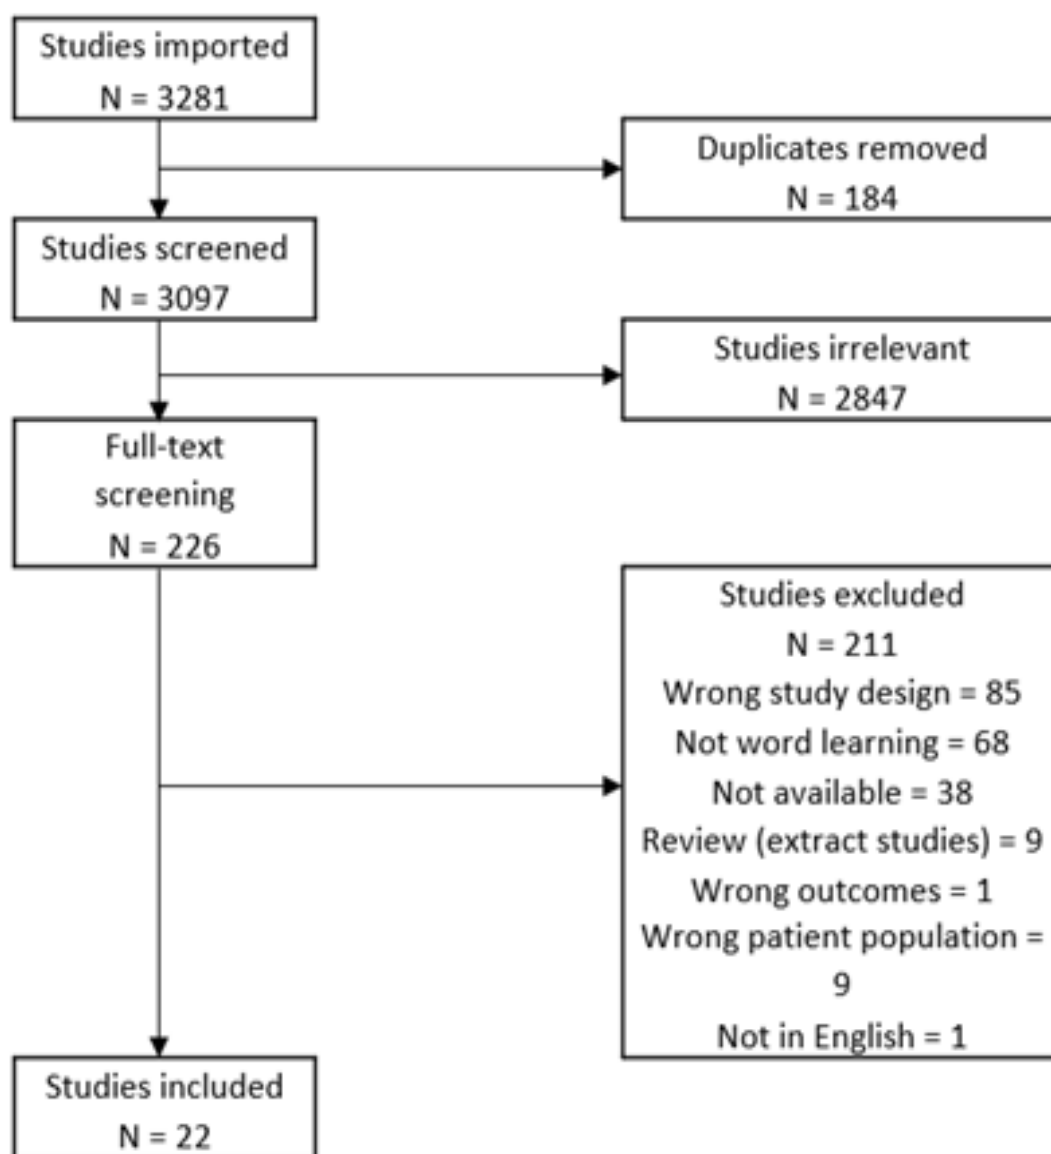 Studies imported
N = 3281
Duplicates removed
N = 184
Studies screened
N = 3097
Studies irrelevant
N = 2847
Full-text
screening
N = 226
Studies excluded
N = 211
Wrong study design = 85
Not word learning = 68
Not available = 38
Review (extract studies) = 9
Wrong outcomes = 1
Wrong patient population =
9
Not in English = 1
Studies included
N = 22